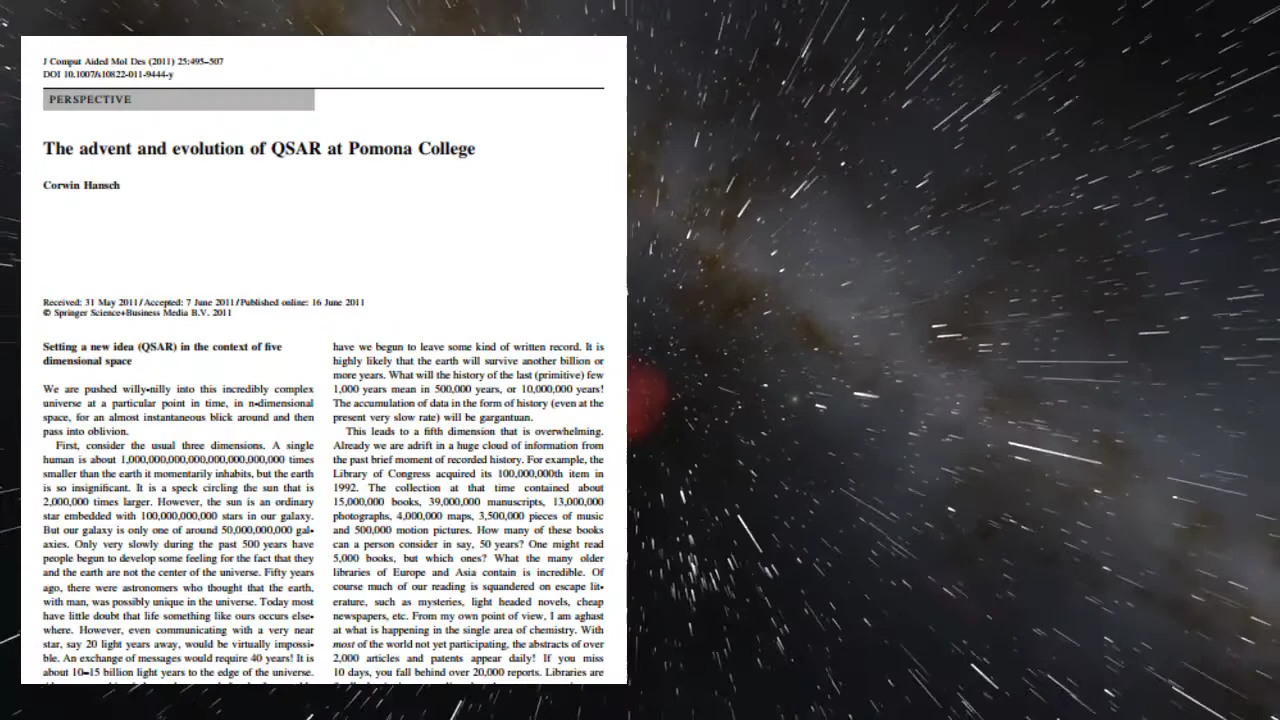 J Comput Aided Mol Des (2011) 25:495–507
DOI 10.1007/s10822-011-9444-y
PERSPECTIVE
The advent and evolution of QSAR at Pomona College
Corwin Hansch
Received: 31 May 2011 / Accepted: 7 June 2011 / Published online: 16 June 2011
© Springer Science+Business Media B.V. 2011
Setting a new idea (QSAR) in the context of five
dimensional space
We are pushed willy-nilly into this incredibly complex
universe at a particular point in time, in n-dimensional
space, for an almost instantaneous blick around and then
pass into oblivion.
First, consider the usual three dimensions. A single
human is about 1,000,000,000,000,000,000,000,000 times
smaller than the earth it momentarily inhabits, but the earth
is so insignificant. It is a speck circling the sun that is
2,000,000 times larger. However, the sun is an ordinary
star embedded with 100,000,000,000 stars in our galaxy.
But our galaxy is only one of around 50,000,000,000 gal-
axies. Only very slowly during the past 500 years have
people begun to develop some feeling for the fact that they
and the earth are not the center of the universe. Fifty years
ago, there were astronomers who thought that the earth,
with man, was possibly unique in the universe. Today most
have little doubt that life something like ours occurs else-
where. However, even communicating with a very near
star, say 20 light years away, would be virtually impossi-
ble. An exchange of messages would require 40 years! It is
about 10–15 billion light years to the edge of the universe.
have we begun to leave some kind of written record. It is
highly likely that the earth will survive another billion or
more years. What will the history of the last (primitive) few
1,000 years mean in 500,000 years, or 10,000,000 years!
The accumulation of data in the form of history (even at the
present very slow rate) will be gargantuan.
This leads to a fifth dimension that is overwhelming.
Already we are adrift in a huge cloud of information from
the past brief moment of recorded history. For example, the
Library of Congress acquired its 100,000,000th item in
1992. The collection at that time contained about
15,000,000 books, 39,000,000 manuscripts, 13,000,000
photographs, 4,000,000 maps, 3,500,000 pieces of music
and 500,000 motion pictures. How many of these books
can a person consider in say, 50 years? One might read
5,000 books, but which ones? What the many older
libraries of Europe and Asia contain is incredible. Of
course much of our reading is squandered on escape lit-
erature, such as mysteries, light headed novels, cheap
newspapers, etc. From my own point of view, I am aghast
at what is happening in the single area of chemistry. With
most of the world not yet participating, the abstracts of over
2,000 articles and patents appear daily! If you miss
10 days, you fall behind over 20,000 reports. Libraries are